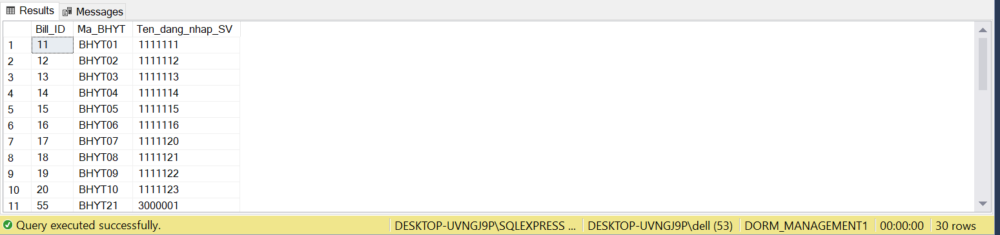 Results Messages
Bill_ID Ma_BHYT Ten_dang_nhap_SV
1 11 BHYT01 1111111
2 12 BHYT02 1111112
3 13 BHYT03 1111113
4 14 BHYT04 1111114
5 15 BHYT05 1111115
6 16 BHYT06 1111116
7 17 BHYT07 1111120
8 18 BHYT08 1111121
9 19 BHYT09 1111122
10 20 BHYT10 1111123
11 55 BHYT21 3000001
Query executed successfully. DESKTOP-UVNGJ9P\SQLEXPRESS ... DESKTOP-UVNGJ9P\dell (53) DORM_MANAGEMENT1 00:00:00 30 rows